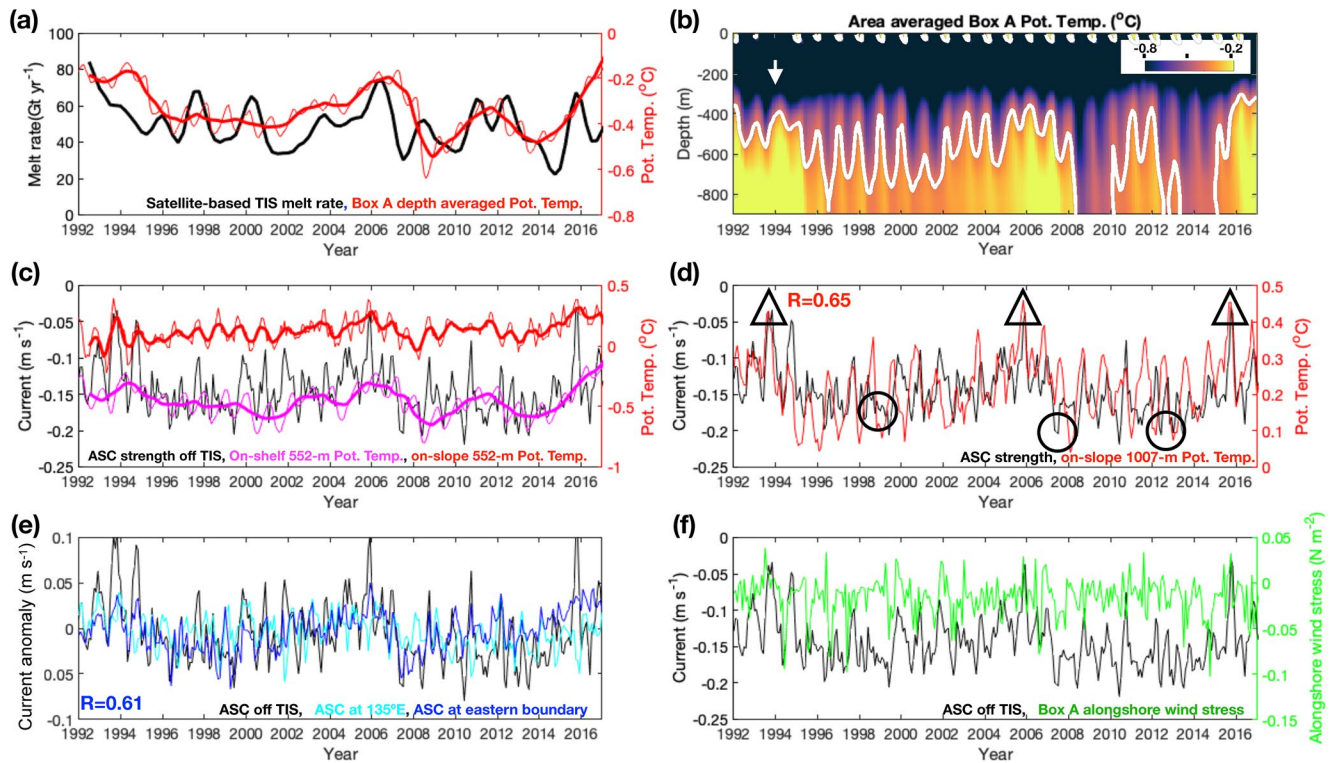 (a)
100
80
60
40
20
0
Melt rate(Gt yr⁻¹)
0
-0.2
-0.4
-0.6
-0.8
Pot. Temp. (°C)
Satellite-based TIS melt rate, Box A depth averaged Pot. Temp.
1992 1994 1996 1998 2000 2002 2004 2006 2008 2010 2012 2014 2016
Year
(b)
Area averaged Box A Pot. Temp. (°C)
-0.8 -0.2
0
-200
-400
-600
-800
Depth (m)
1992 1994 1996 1998 2000 2002 2004 2006 2008 2010 2012 2014 2016
Year
(c)
0
-0.05
-0.1
-0.15
-0.2
-0.25
Current (m s⁻¹)
0.5
0
-0.5
-1
Pot. Temp. (°C)
ASC strength off TIS, On-shelf 552-m Pot. Temp., on-slope 552-m Pot. Temp.
1992 1994 1996 1998 2000 2002 2004 2006 2008 2010 2012 2014 2016
Year
(d)
R=0.65
0
-0.05
-0.1
-0.15
-0.2
-0.25
Current (m s⁻¹)
0.5
0.4
0.3
0.2
0.1
0
Pot. Temp. (°C)
ASC strength, on-slope 1007-m Pot. Temp.
1992 1994 1996 1998 2000 2002 2004 2006 2008 2010 2012 2014 2016
Year
(e)
0.1
0.05
0
0.05
-0.1
Current anomaly (m s⁻¹)
R=0.61
ASC off TIS, ASC at 135°E, ASC at eastern boundary
1992 1994 1996 1998 2000 2002 2004 2006 2008 2010 2012 2014 2016
Year
(f)
0
-0.05
-0.1
-0.15
-0.2
-0.25
Current (m s⁻¹)
0.05
0
-0.05
-0.1
-0.15
Alongshore wind stress (N m⁻²)
ASC off TIS, Box A alongshore wind stress
1992 1994 1996 1998 2000 2002 2004 2006 2008 2010 2012 2014 2016
Year